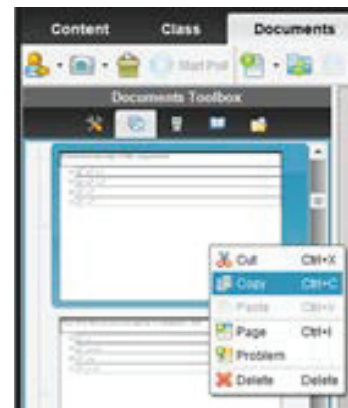 Content Class Documents
Start Poll
Documents Toolbox
Cut Ctrl+X
Copy Ctrl+C
Paste Ctrl+V
Page Ctrl+I
Problem
Delete Delete